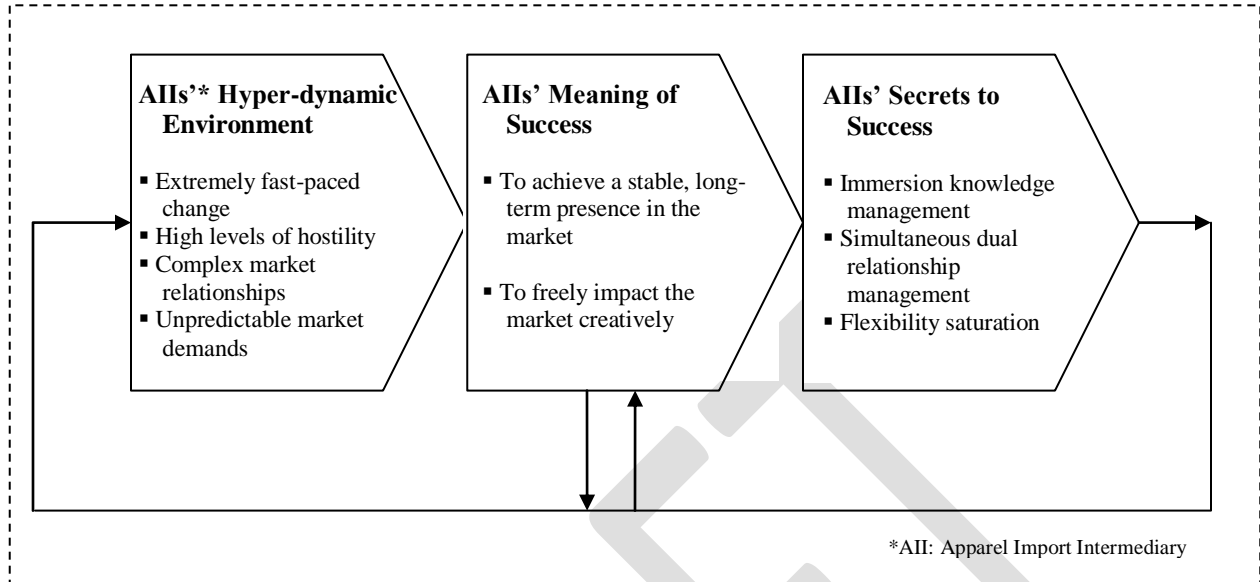 AIIs'* Hyper-dynamic
Environment
▪ Extremely fast-paced
change
▪ High levels of hostility
▪ Complex market
relationships
▪ Unpredictable market
demands
AIIs' Meaning of
Success
▪ To achieve a stable, long-
term presence in the
market
▪ To freely impact the
market creatively
AIIs' Secrets to
Success
▪ Immersion knowledge
management
▪ Simultaneous dual
relationship
management
▪ Flexibility saturation
*AII: Apparel Import Intermediary